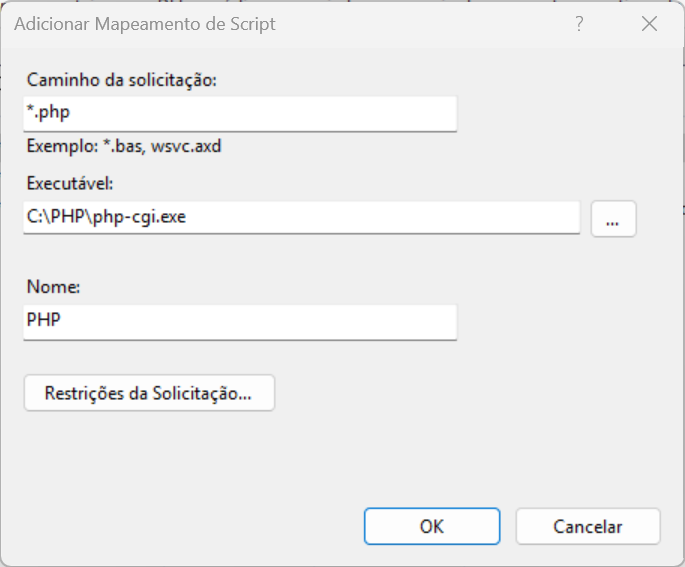 Adicionar Mapeamento de Script ?
Caminho da solicitação:
*.php
Exemplo: *.bas, wsvc.axd
Executável:
C:\PHP\php-cgi.exe
...
Nome:
PHP
Restrições da Solicitação...
OK
Cancelar